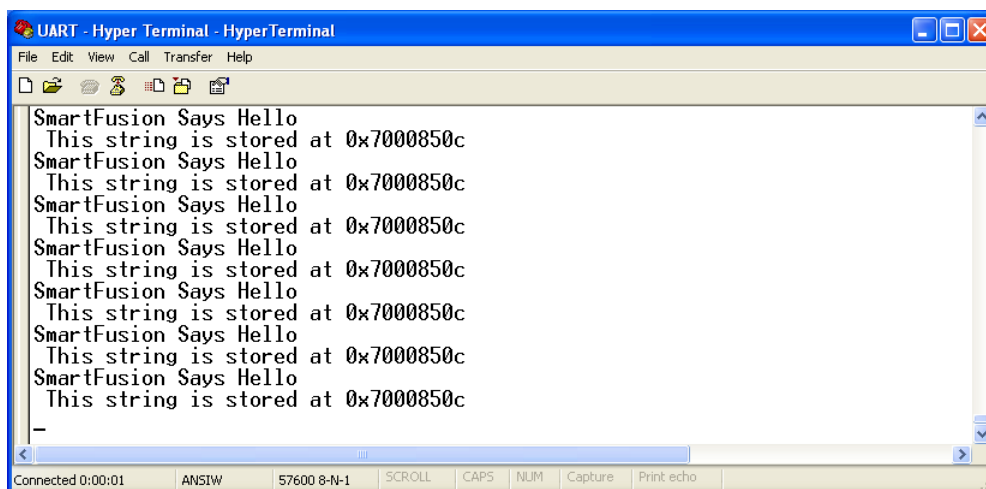 UART - Hyper Terminal - HyperTerminal
File Edit View Call Transfer Help
SmartFusion Says Hello
This string is stored at 0x7000850c
SmartFusion Says Hello
This string is stored at 0x7000850c
SmartFusion Says Hello
This string is stored at 0x7000850c
SmartFusion Says Hello
This string is stored at 0x7000850c
SmartFusion Says Hello
This string is stored at 0x7000850c
SmartFusion Says Hello
This string is stored at 0x7000850c
SmartFusion Says Hello
This string is stored at 0x7000850c
_
Connected 0:00:01 ANSIW 57600 8-N-1 SCROLL CAPS NUM Capture Print echo